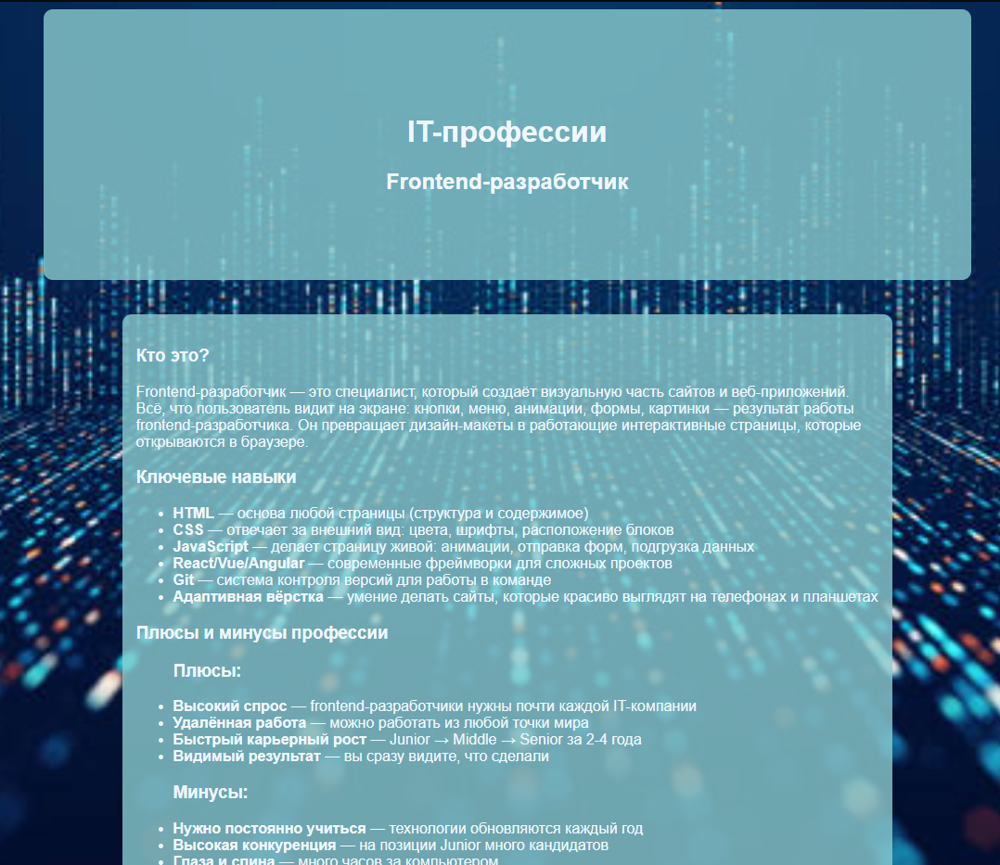 IT-профессии
Frontend-разработчик
Кто это?
Frontend-разработчик — это специалист, который создаёт визуальную часть сайтов и веб-приложений.
Всё, что пользователь видит на экране: кнопки, меню, анимации, формы, картинки — результат работы
frontend-разработчика. Он превращает дизайн-макеты в работающие интерактивные страницы, которые
открываются в браузере.
Ключевые навыки
• HTML — основа любой страницы (структура и содержимое)
• CSS — отвечает за внешний вид: цвета, шрифты, расположение блоков
• JavaScript — делает страницу живой: анимации, отправка форм, подгрузка данных
• React/Vue/Angular — современные фреймворки для сложных проектов
• Git — система контроля версий для работы в команде
• Адаптивная вёрстка — умение делать сайты, которые красиво выглядят на телефонах и планшетах
Плюсы и минусы профессии
Плюсы:
• Высокий спрос — frontend-разработчики нужны почти каждой IT-компании
• Удалённая работа — можно работать из любой точки мира
• Быстрый карьерный рост — Junior → Middle → Senior за 2-4 года
• Видимый результат — вы сразу видите, что сделали
Минусы:
• Нужно постоянно учиться — технологии обновляются каждый год
• Высокая конкуренция — на позиции Junior много кандидатов
• Глаза и спина — много часов за компьютером